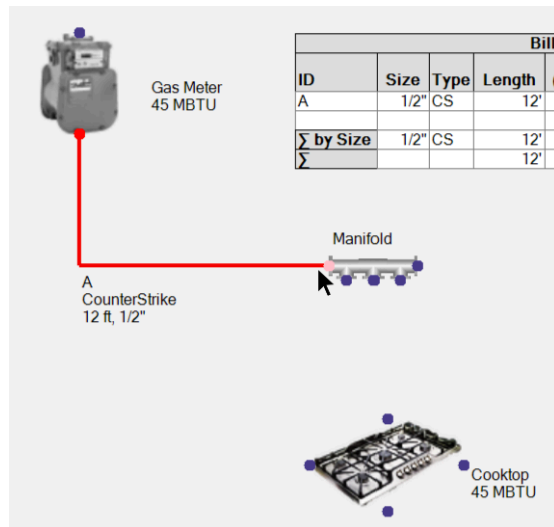 Bill
ID Size Type Length
A 1/2" CS 12'
∑ by Size 1/2" CS 12'
∑ 12'
Gas Meter
45 MBTU
Manifold
A
CounterStrike
12 ft, 1/2"
Cooktop
45 MBTU